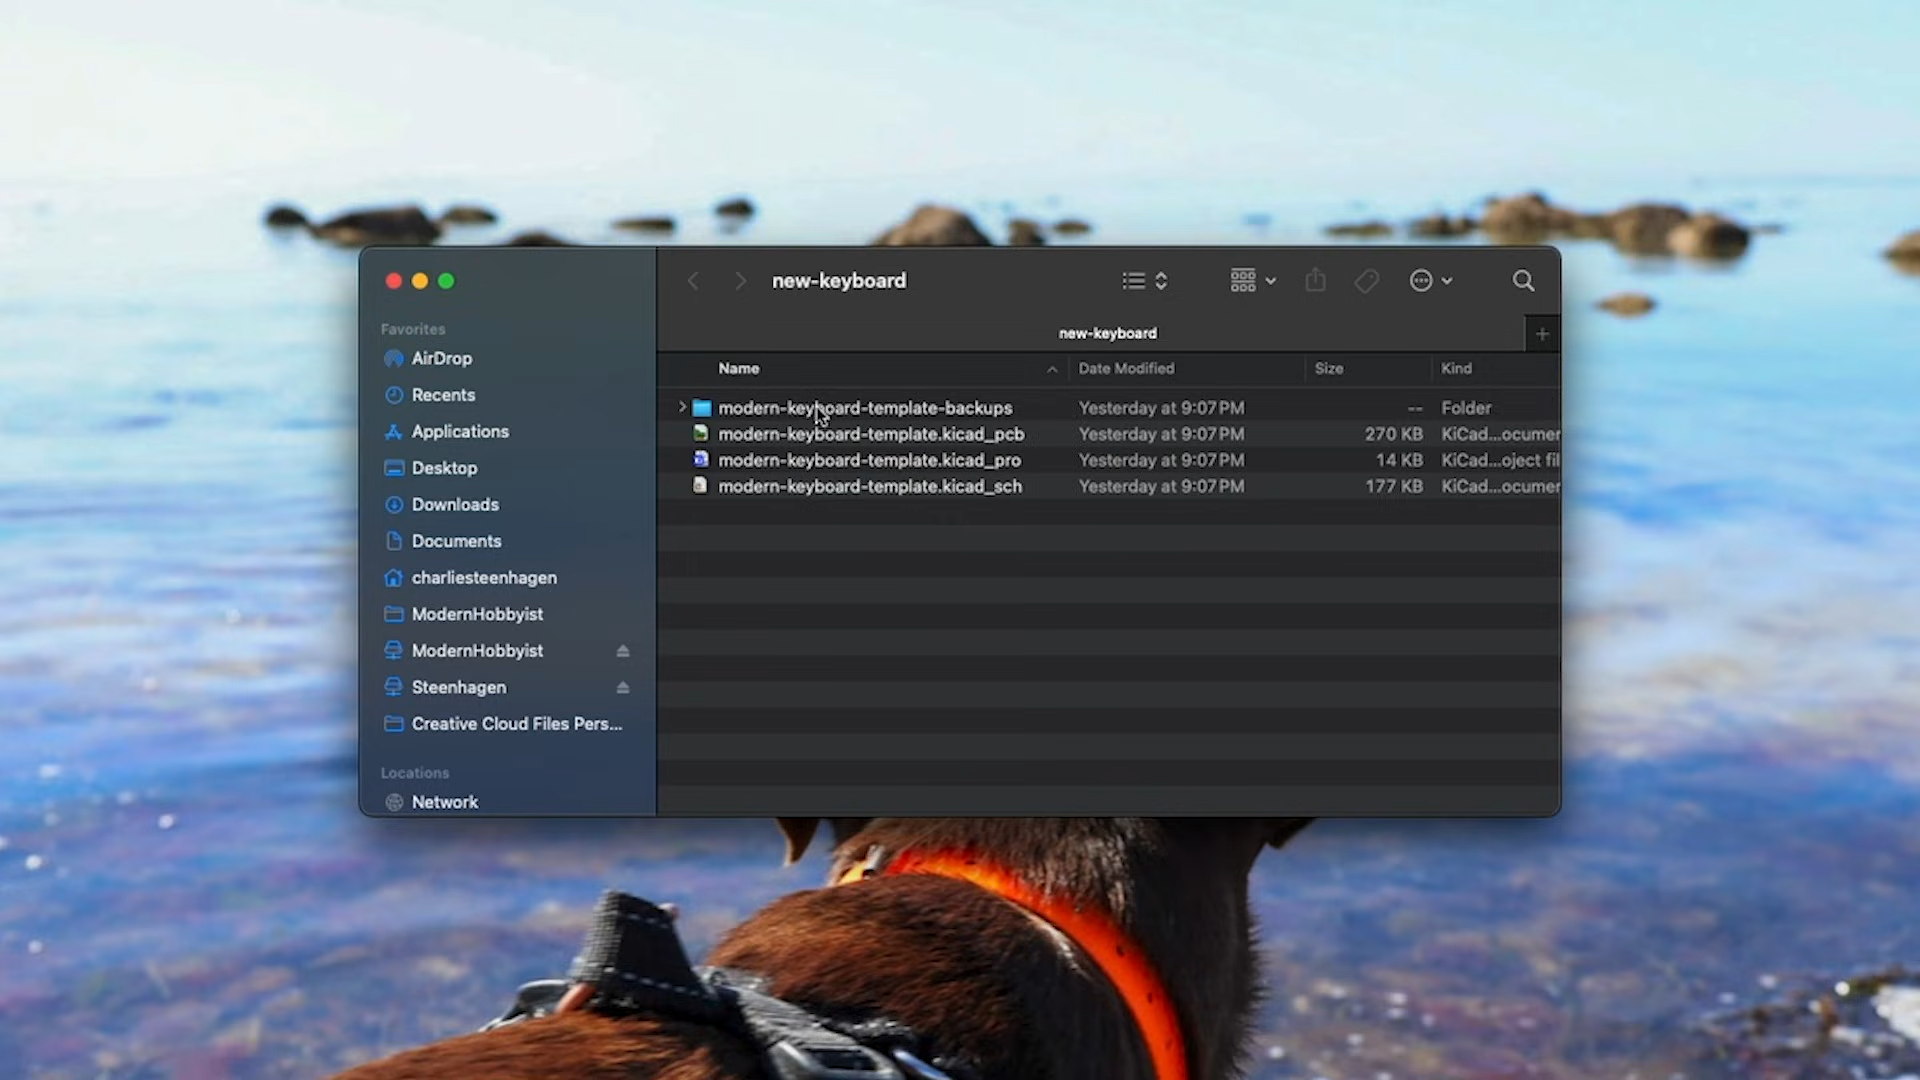 new-keyboard
new-keyboard
Favorites
AirDrop
Recents
Applications
Desktop
Downloads
Documents
charliesteenhagen
ModernHobbyist
ModernHobbyist
Steenhagen
Creative Cloud Files Pers...
Locations
Network
Name Date Modified Size Kind
modern-keyboard-template-backups Yesterday at 9:07 PM -- Folder
modern-keyboard-template.kicad_pcb Yesterday at 9:07 PM 270 KB KiCad...ocumen
modern-keyboard-template.kicad_pro Yesterday at 9:07 PM 14 KB KiCad...oject fil
modern-keyboard-template.kicad_sch Yesterday at 9:07 PM 177 KB KiCad...ocumen